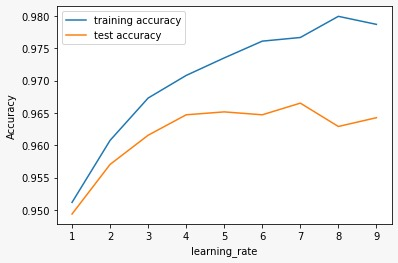 training accuracy
test accuracy
0.980
0.975
0.970
0.965
0.960
0.955
0.950
Accuracy
1 2 3 4 5 6 7 8 9
learning_rate